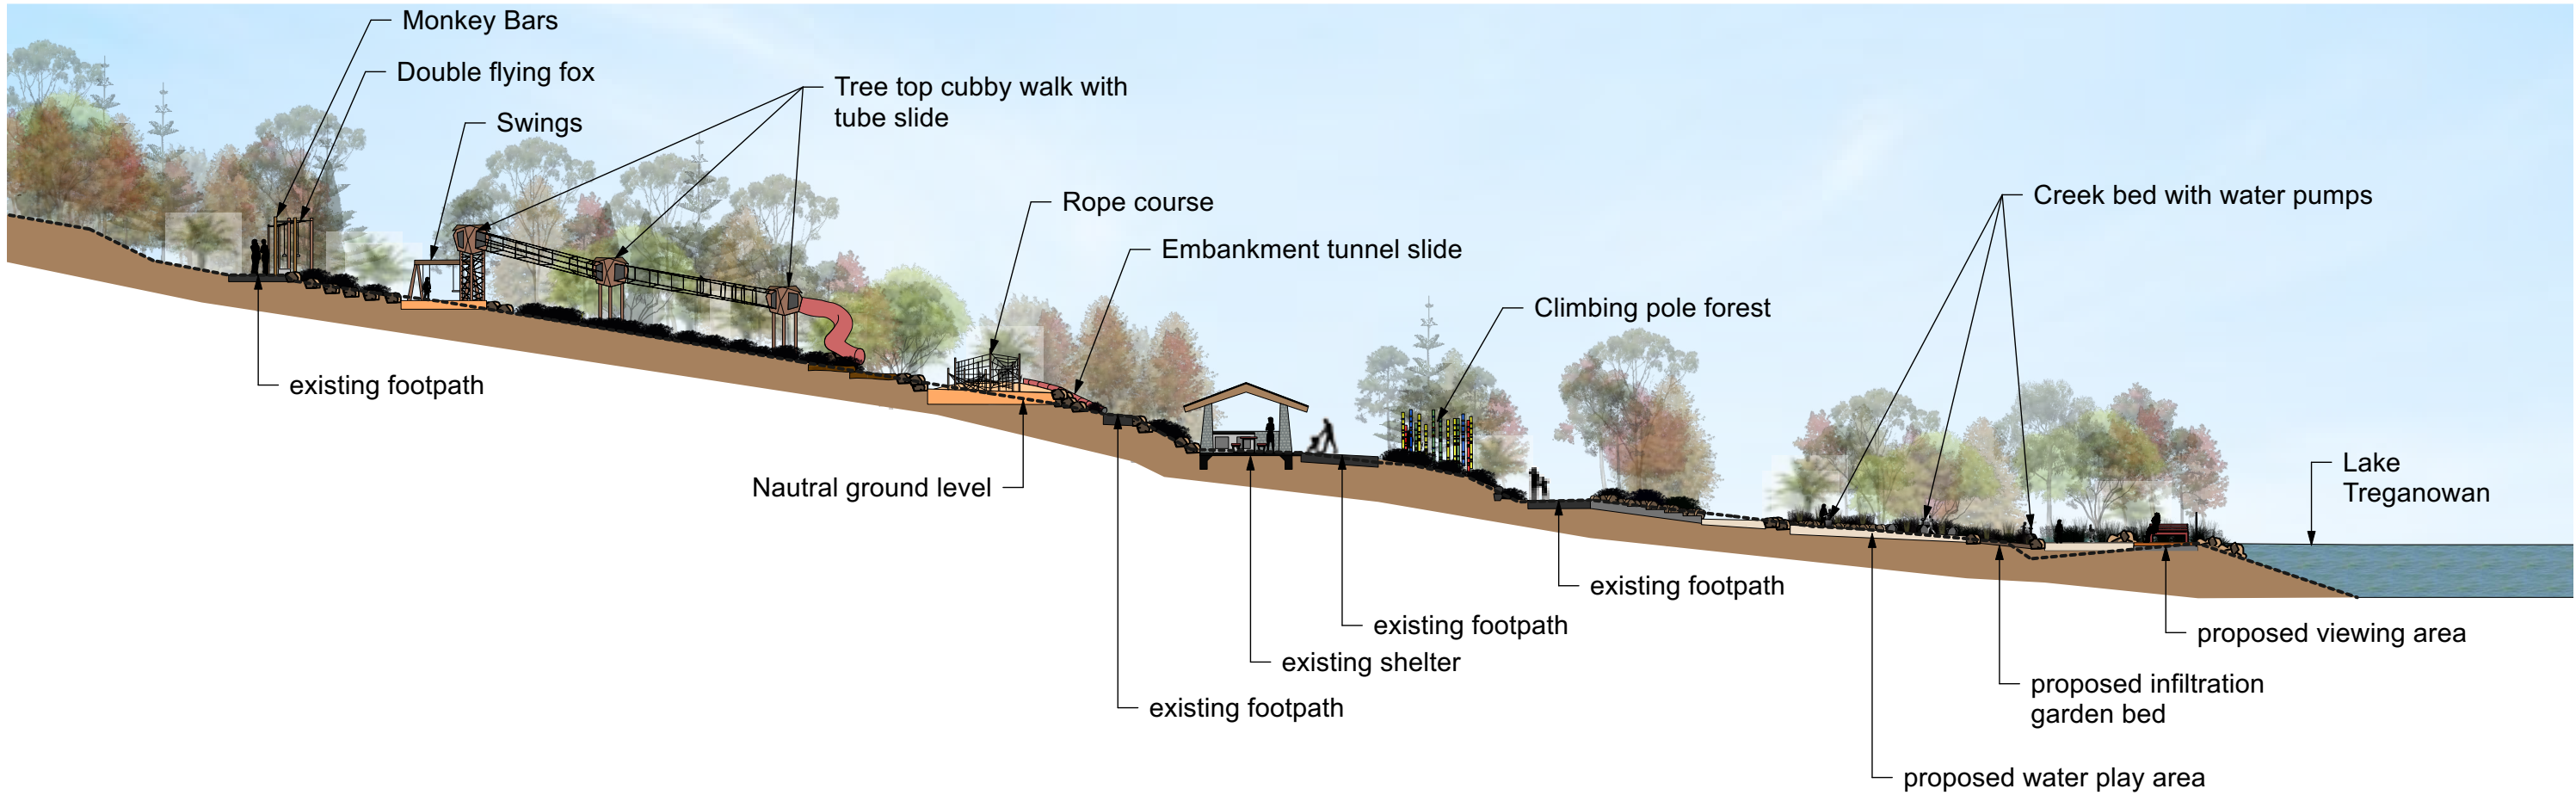 Monkey Bars
Double flying fox
Swings
Tree top cubby walk with
tube slide
Rope course
Embankment tunnel slide
Climbing pole forest
Creek bed with water pumps
existing footpath
Nautral ground level
Lake
Treganowan
existing footpath
existing footpath
existing shelter
existing footpath
proposed viewing area
proposed infiltration
garden bed
proposed water play area